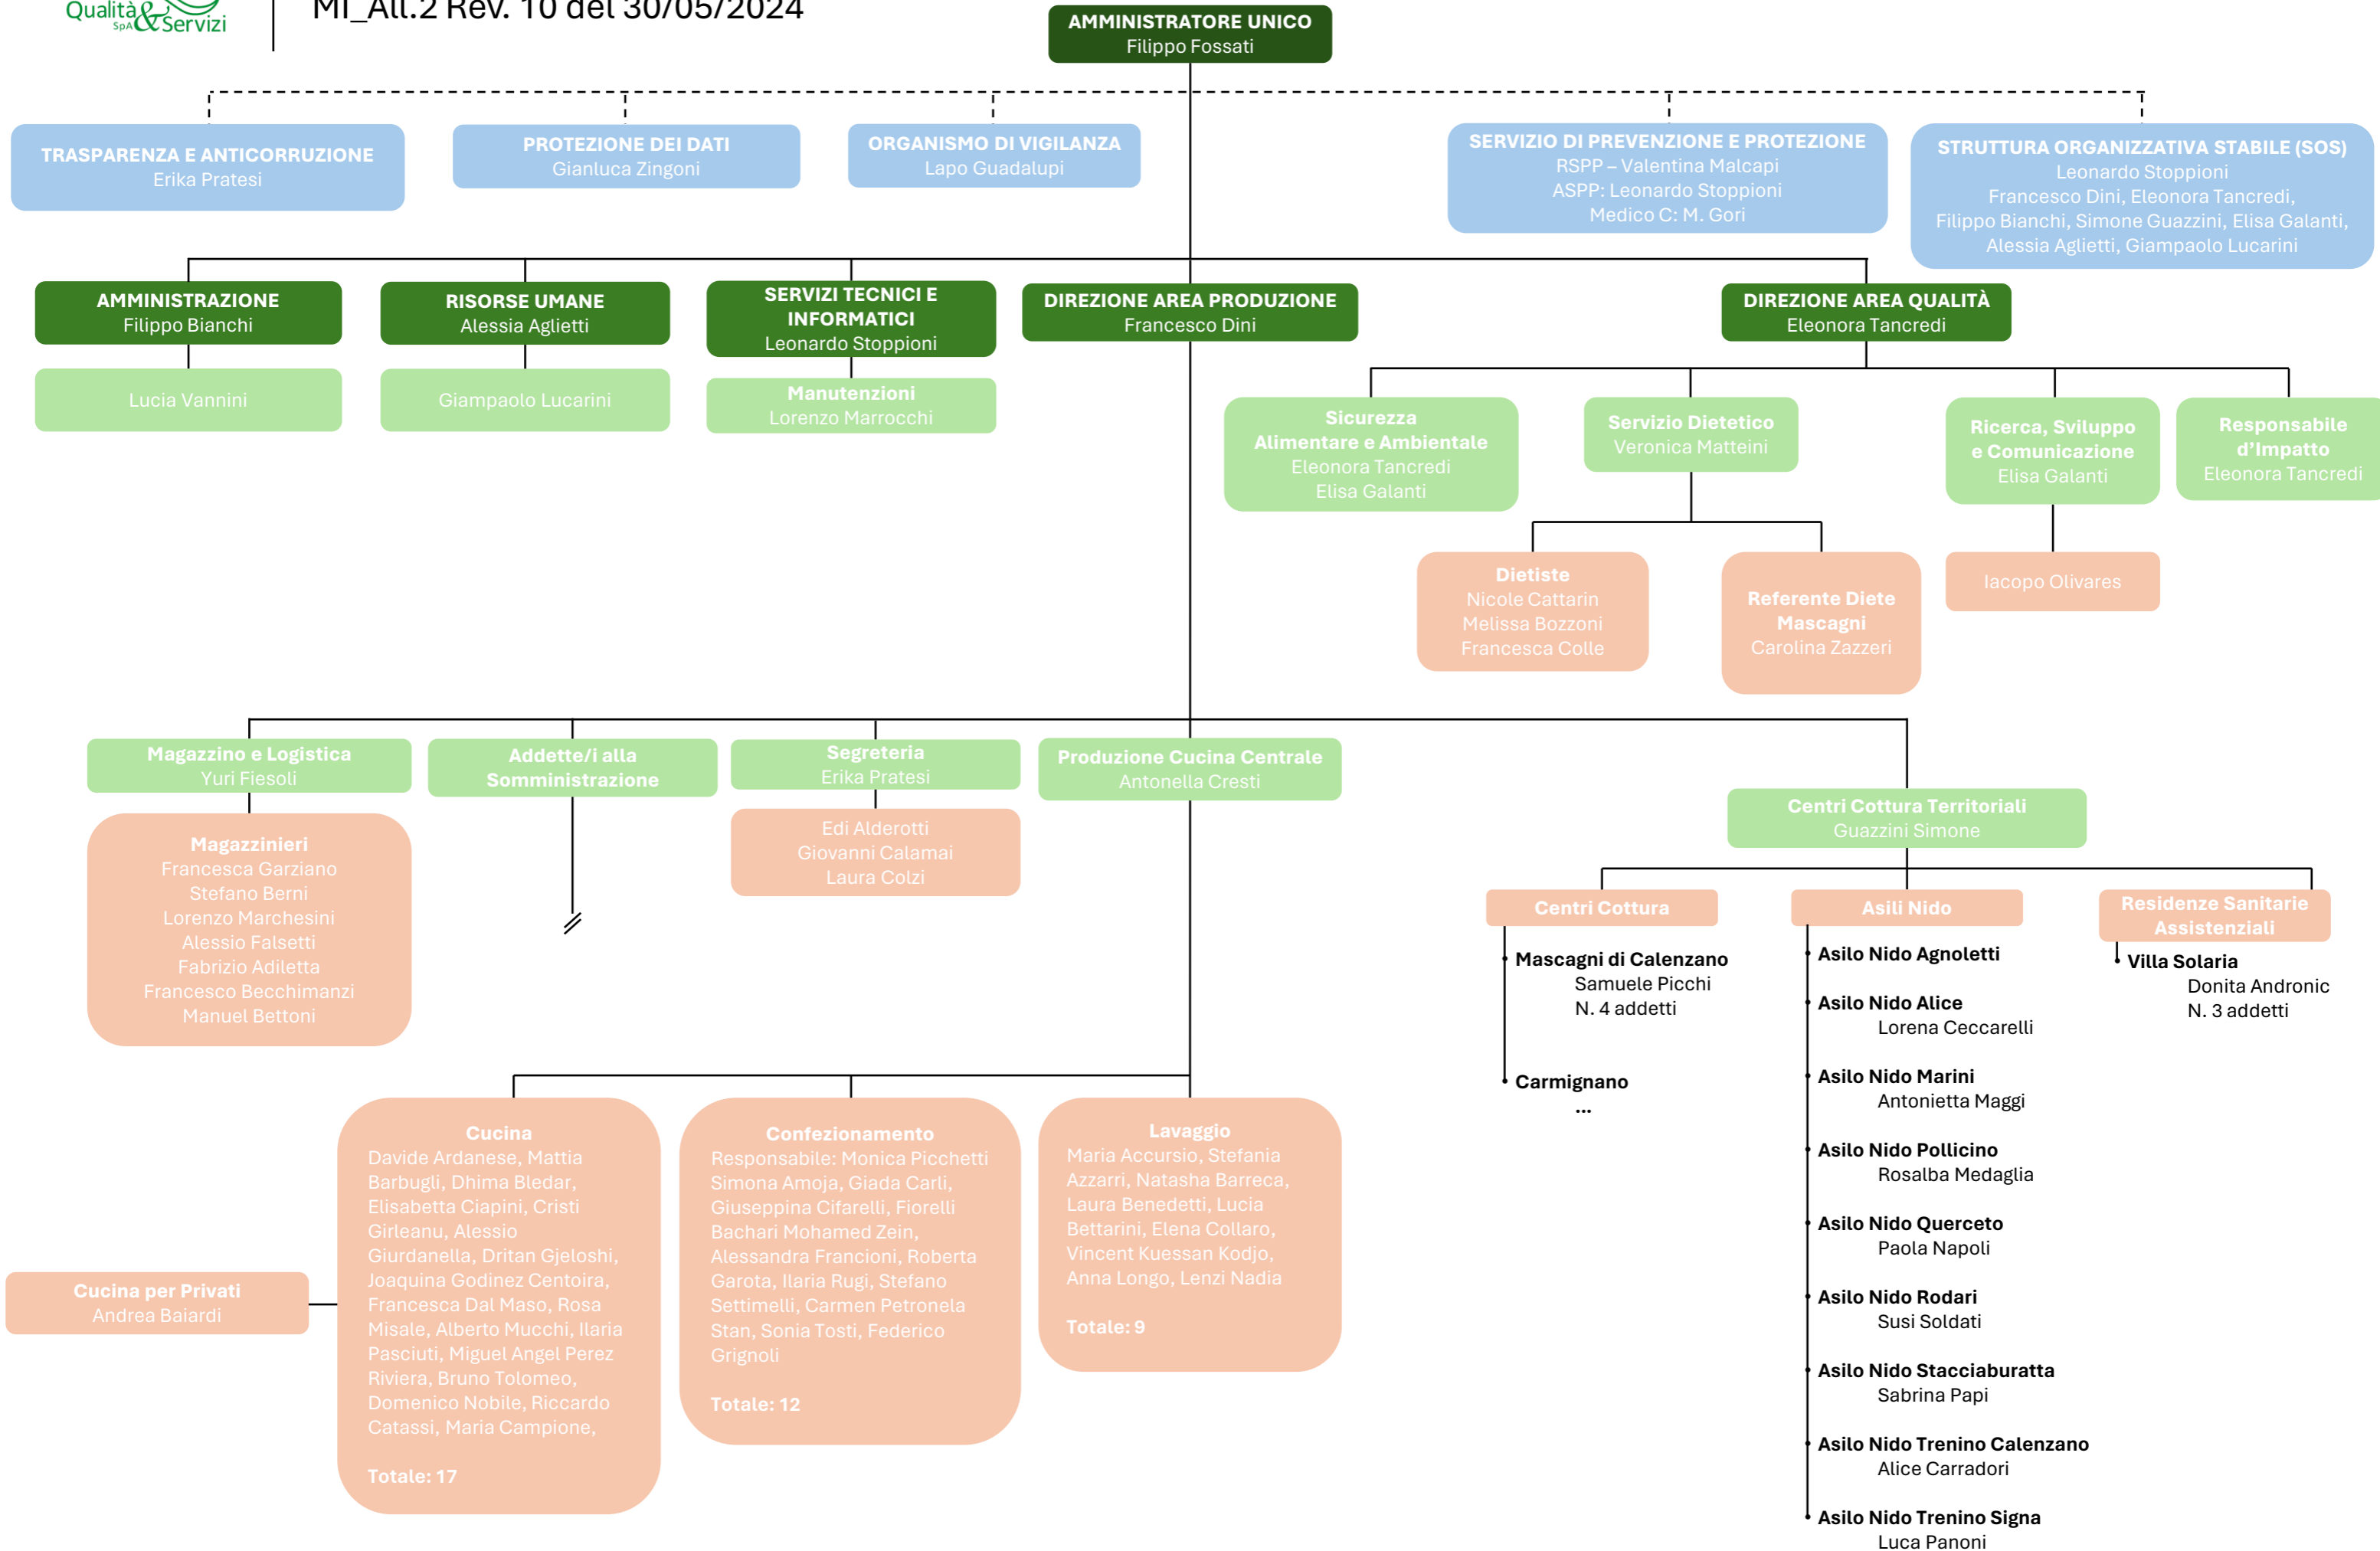 Qualità & Servizi
SpA
MI_All.2 Rev. 10 del 30/05/2024
AMMINISTRATORE UNICO
Filippo Fossati
TRASPARENZA E ANTICORRUZIONE
Erika Pratesi
PROTEZIONE DEI DATI
Gianluca Zingoni
ORGANISMO DI VIGILANZA
Lapo Guadalupi
SERVIZIO DI PREVENZIONE E PROTEZIONE
RSPP – Valentina Malcapi
ASPP: Leonardo Stoppioni
Medico C: M. Gori
STRUTTURA ORGANIZZATIVA STABILE (SOS)
Leonardo Stoppioni
Francesco Dini, Eleonora Tancredi,
Filippo Bianchi, Simone Guazzini, Elisa Galanti,
Alessia Aglietti, Giampaolo Lucarini
AMMINISTRAZIONE
Filippo Bianchi
RISORSE UMANE
Alessia Aglietti
SERVIZI TECNICI E
INFORMATICI
Leonardo Stoppioni
DIREZIONE AREA PRODUZIONE
Francesco Dini
DIREZIONE AREA QUALITÀ
Eleonora Tancredi
Lucia Vannini
Giampaolo Lucarini
Manutenzioni
Lorenzo Marrocchi
Sicurezza
Alimentare e Ambientale
Eleonora Tancredi
Elisa Galanti
Servizio Dietetico
Veronica Matteini
Ricerca, Sviluppo
e Comunicazione
Elisa Galanti
Responsabile
d’Impatto
Eleonora Tancredi
Dietiste
Nicole Cattarin
Melissa Bozzoni
Francesca Colle
Referente Diete
Mascagni
Carolina Zazzeri
Iacopo Olivares
Magazzino e Logistica
Yuri Fiesoli
Addette/i alla
Somministrazione
Segreteria
Erika Pratesi
Produzione Cucina Centrale
Antonella Cresti
Centri Cottura Territoriali
Guazzini Simone
Magazzinieri
Francesca Garziano
Stefano Berni
Lorenzo Marchesini
Alessio Falsetti
Fabrizio Adiletta
Francesco Becchimanzi
Manuel Bettoni
Edi Alderotti
Giovanni Calamai
Laura Colzi
Centri Cottura
Mascagni di Calenzano
Samuele Picchi
N. 4 addetti
Carmignano
...
Asili Nido
Asilo Nido Agnoletti
Asilo Nido Alice
Lorena Ceccarelli
Asilo Nido Marini
Antonietta Maggi
Asilo Nido Pollicino
Rosalba Medaglia
Asilo Nido Querceto
Paola Napoli
Asilo Nido Rodari
Susi Soldati
Asilo Nido Stacciaburatta
Sabrina Papi
Asilo Nido Trenino Calenzano
Alice Carradori
Asilo Nido Trenino Signa
Luca Panoni
Residenze Sanitarie
Assistenziali
Villa Solaria
Donita Andronic
N. 3 addetti
Cucina per Privati
Andrea Baiardi
Cucina
Davide Ardanese, Mattia
Barbugli, Dhima Bledar,
Elisabetta Ciapini, Cristi
Girleanu, Alessio
Giurdanella, Dritan Gjeloshi,
Joaquina Godinez Centoira,
Francesca Dal Maso, Rosa
Misale, Alberto Mucchi, Ilaria
Pasciuti, Miguel Angel Perez
Riviera, Bruno Tolomeo,
Domenico Nobile, Riccardo
Catassi, Maria Campione,
Totale: 17
Confezionamento
Responsabile: Monica Picchetti
Simona Amoja, Giada Carli,
Giuseppina Cifarelli, Fiorelli
Bachari Mohamed Zein,
Alessandra Francioni, Roberta
Garota, Ilaria Rugi, Stefano
Settimelli, Carmen Petronela
Stan, Sonia Tosti, Federico
Grignoli
Totale: 12
Lavaggio
Maria Accursio, Stefania
Azzarri, Natasha Barreca,
Laura Benedetti, Lucia
Bettarini, Elena Collaro,
Vincent Kuessan Kodjo,
Anna Longo, Lenzi Nadia
Totale: 9